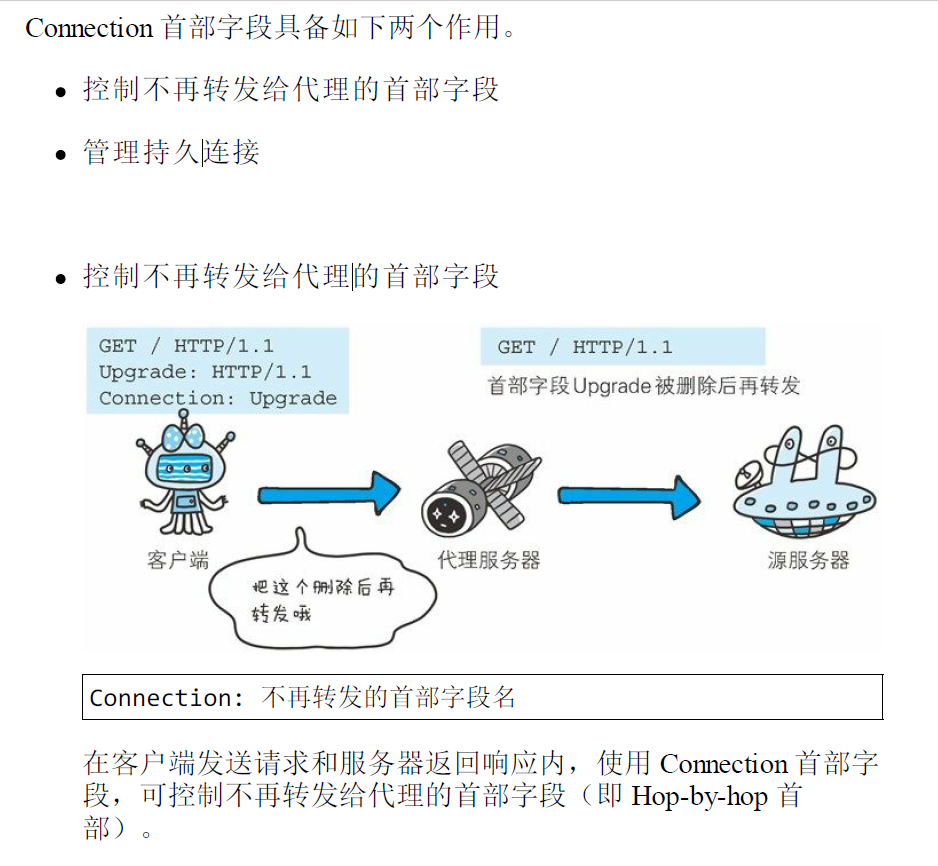 Connection 首部字段具备如下两个作用。
控制不再转发给代理的首部字段
管理持久连接
控制不再转发给代理的首部字段
GET / HTTP/1.1
Upgrade: HTTP/1.1
Connection: Upgrade
GET / HTTP/1.1
首部字段Upgrade被删除后再转发
客户端
代理服务器
源服务器
把这个删除后再
转发哦
Connection: 不再转发的首部字段名
在客户端发送请求和服务器返回响应内，使用 Connection 首部字
段，可控制不再转发给代理的首部字段（即 Hop-by-hop 首
部）。